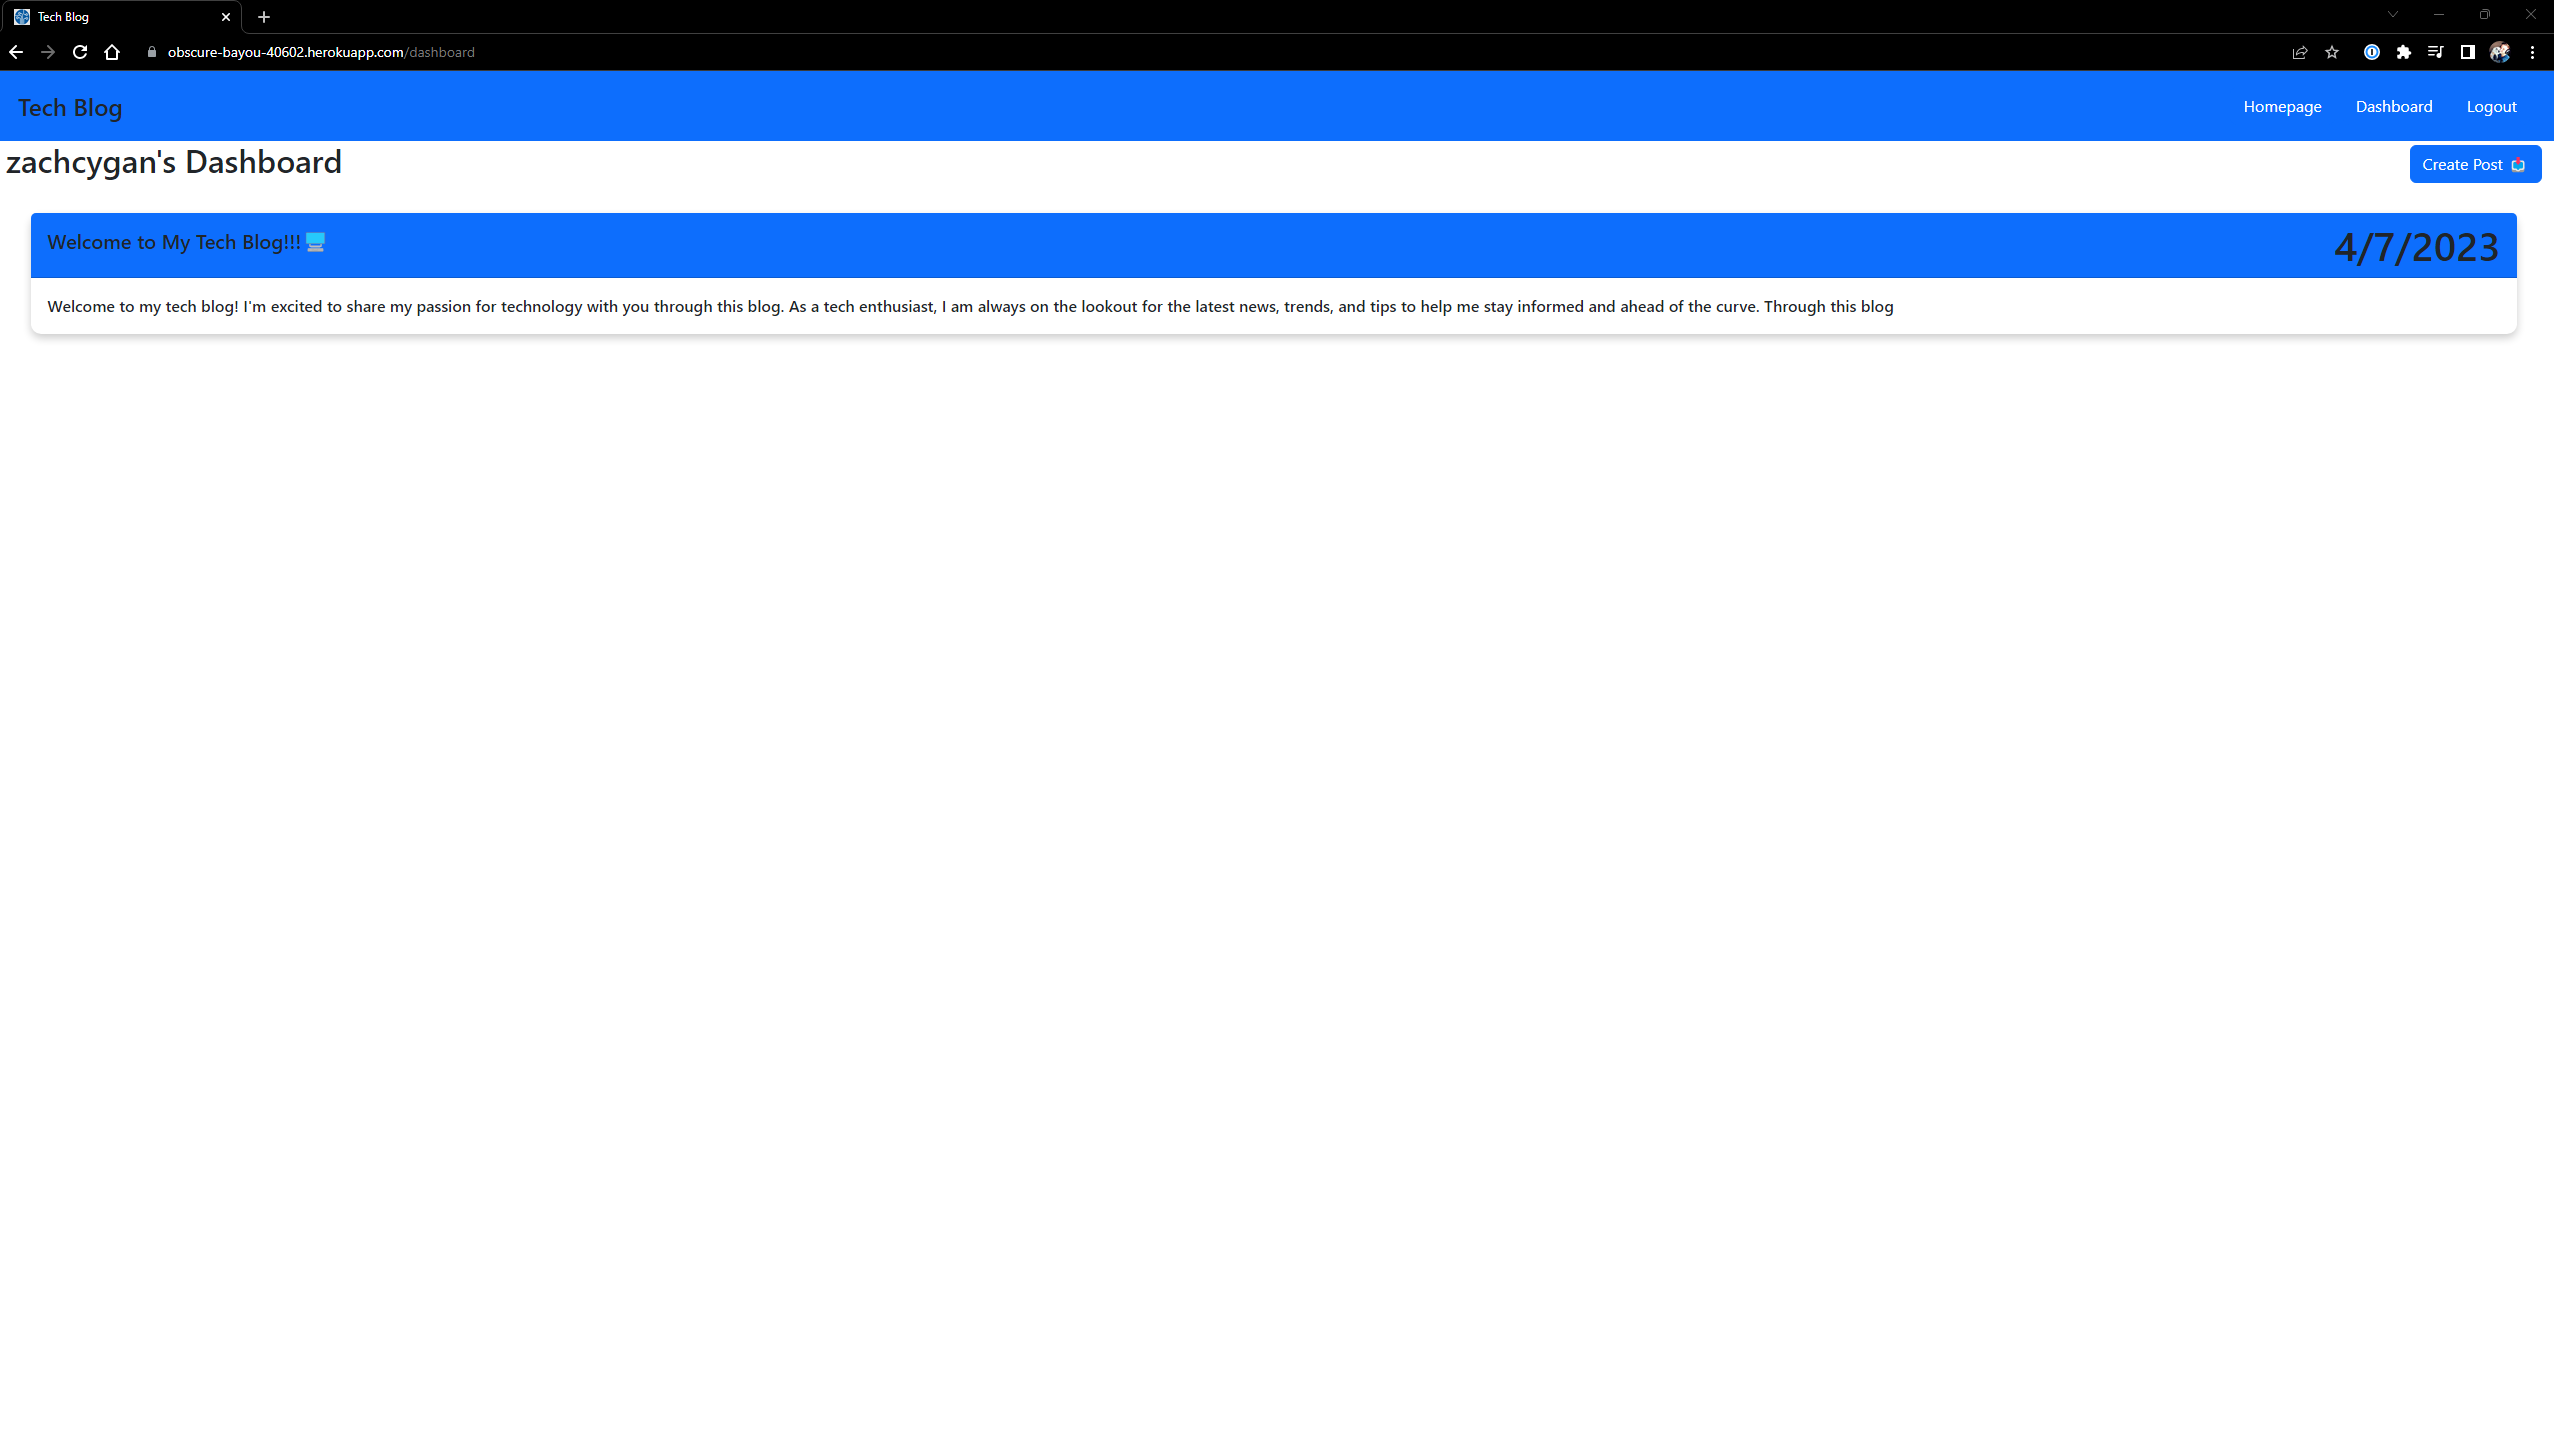 Tech Blog
obscure-bayou-40602.herokuapp.com/dashboard
Tech Blog
Homepage Dashboard Logout
zachcygan's Dashboard
Create Post 📤
Welcome to My Tech Blog!!! 🖥️
4/7/2023
Welcome to my tech blog! I'm excited to share my passion for technology with you through this blog. As a tech enthusiast, I am always on the lookout for the latest news, trends, and tips to help me stay informed and ahead of the curve. Through this blog